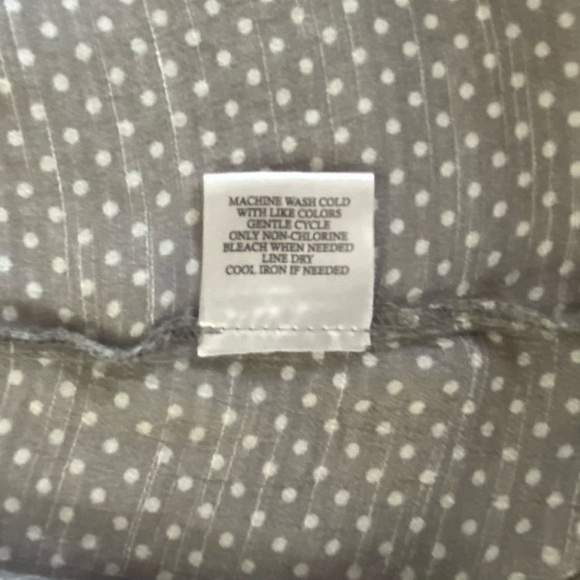 MACHINE WASH COLD
WITH LIKE COLORS
GENTLE CYCLE
ONLY NON-CHLORINE
BLEACH WHEN NEEDED
LINE DRY
COOL IRON IF NEEDED